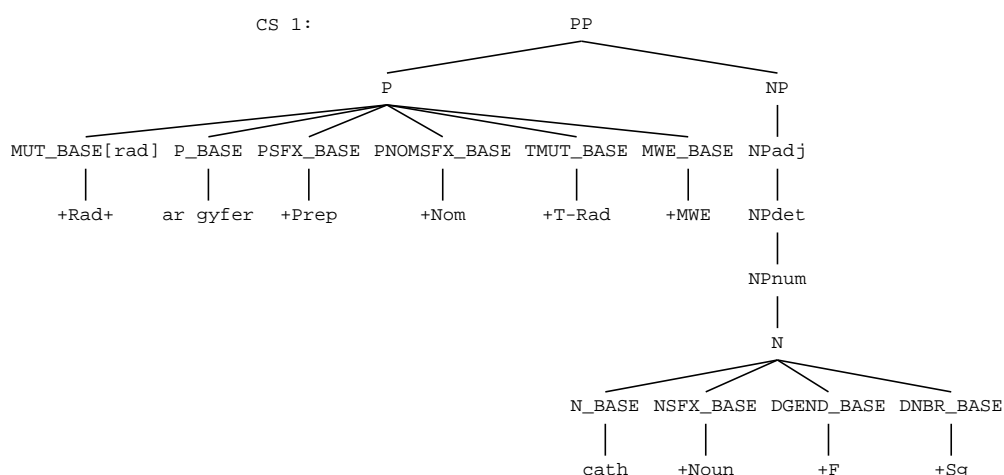 CS 1: PP
P NP
MUT_BASE[rad] P_BASE PSFX_BASE PNOMSFX_BASE TMUT_BASE MWE_BASE NPadj
+Rad+ ar gyfer +Prep +Nom +T-Rad +MWE NPdet
NPnum
N
N_BASE NSFX_BASE DGEND_BASE DNBR_BASE
cath +Noun +F +Sg